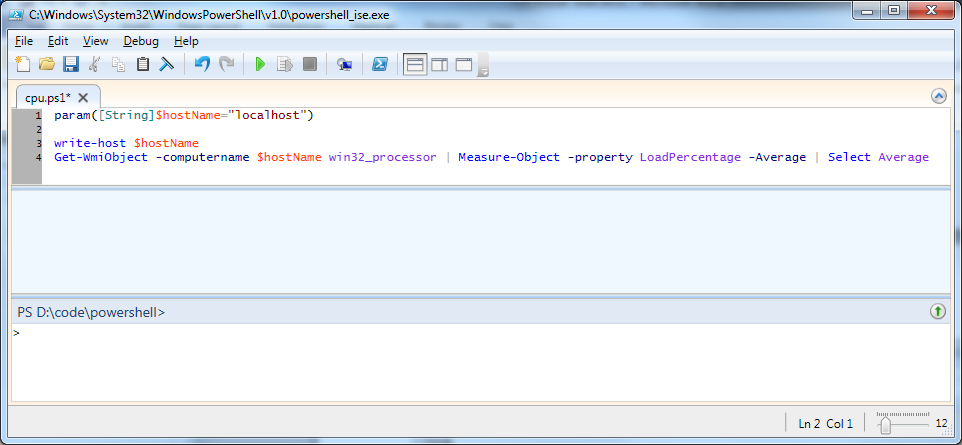 C:\Windows\System32\WindowsPowerShell\v1.0\powershell_ise.exe
File Edit View Debug Help
cpu.ps1*
1 param([String]$hostName="localhost")
2
3 write-host $hostName
4 Get-WmiObject -computername $hostName win32_processor | Measure-Object -property LoadPercentage -Average | Select Average
PS D:\code\powershell>
>
Ln 2 Col 1 12